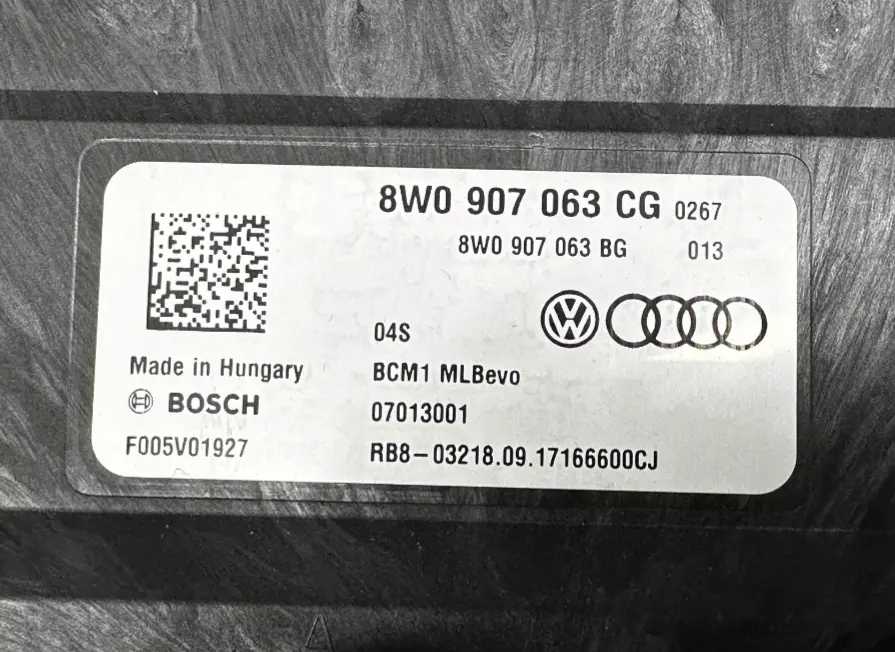 8W0 907 063 CG 0267
8W0 907 063 BG 013
04S
Made in Hungary
BCM1 MLBevo
BOSCH
07013001
F005V01927
RB8-03218.09.17166600CJ
A